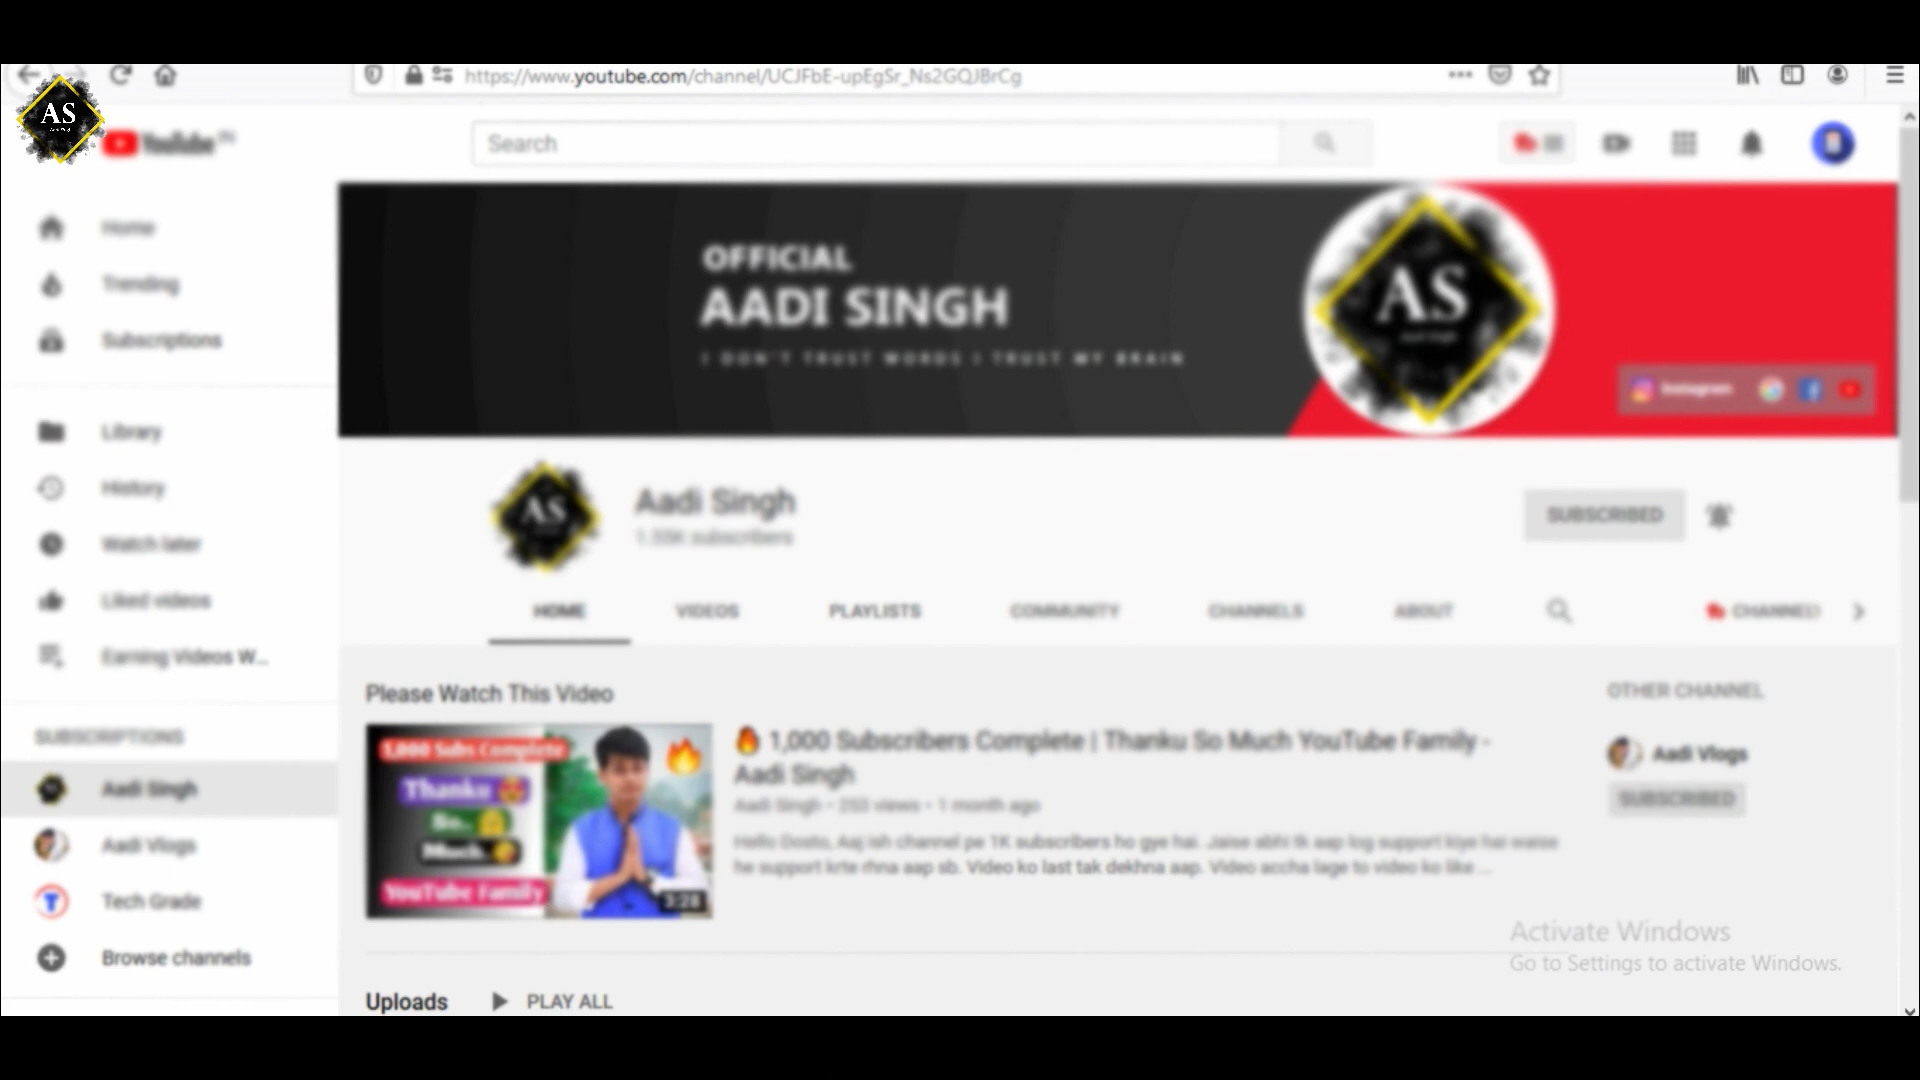 https://www.youtube.com/channel/UCJFbE-upEgSr_Ns2GQJBrCg
AS
YouTube IN
Search
Home
Trending
Subscriptions
Library
History
Watch later
Liked videos
Earning Videos W...
SUBSCRIPTIONS
Aadi Singh
Aadi Vlogs
Tech Grade
Browse channels
OFFICIAL
AADI SINGH
I DON'T TRUST WORDS I TRUST MY BRAIN
AS
Aadi Singh
Instagram
AS
Aadi Singh
subscribers
SUBSCRIBED
HOME VIDEOS PLAYLISTS COMMUNITY CHANNELS ABOUT CHANNELI
Please Watch This Video
1,000 Subs Complete
Thanku
So..
Much..
YouTube Family
3:28
🔥 1,000 Subscribers Complete | Thanku So Much YouTube Family -
Aadi Singh
Aadi Singh • 253 views • 1 month ago
Hello Dosto, Aaj ish channel pe 1K subscribers ho gye hai. Jaise abhi tk aap log support kiye hai waise
he support krte rhna aap sb. Video ko last tak dekhna aap. Video accha lage to video ko like ...
OTHER CHANNEL
Aadi Vlogs
SUBSCRIBED
Activate Windows
Go to Settings to activate Windows.
Uploads PLAY ALL